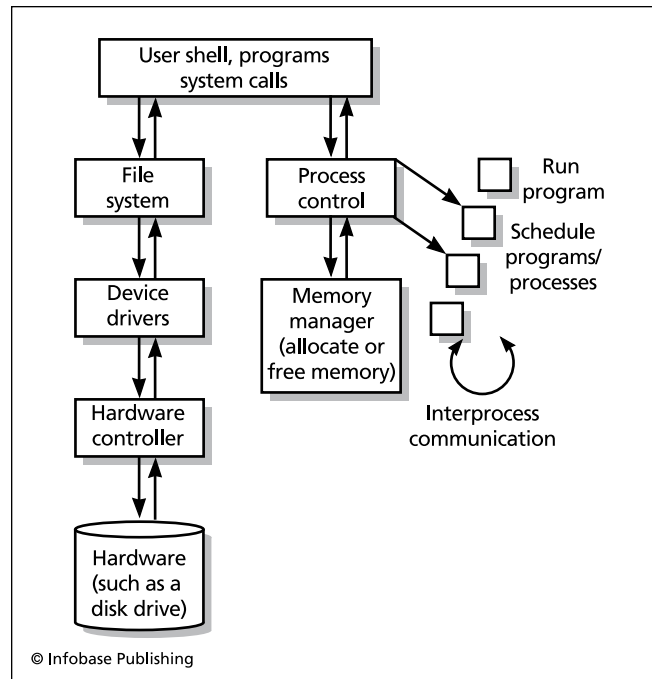 User shell, programs
system calls
File
system
Process
control
Run
program
Schedule
programs/
processes
Device
drivers
Memory
manager
(allocate or
free memory)
Hardware
controller
Interprocess
communication
Hardware
(such as a
disk drive)
© Infobase Publishing